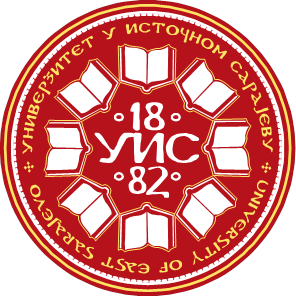 УНИВЕРЗИТЕТ У ИСТОЧНОМ САРАЈЕВУ
18
УИС
82
UNIVERSITY OF EAST SARAJEVO